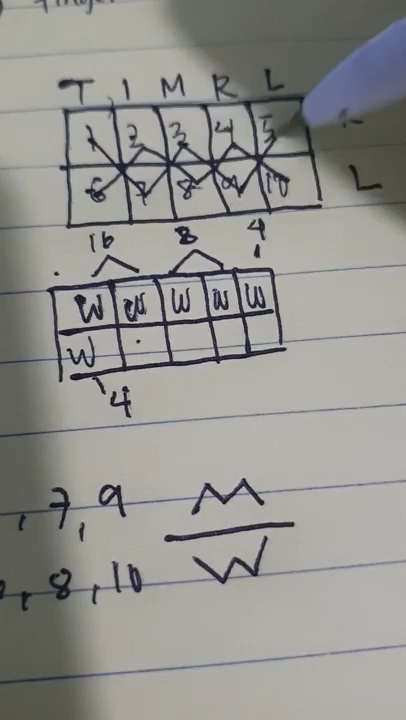 T I M R L
1 2 3 4 5
6 7 8 9 10 L
16 8 4
W W W W W
W
4
, 7, 9 M
, 8, 10 W